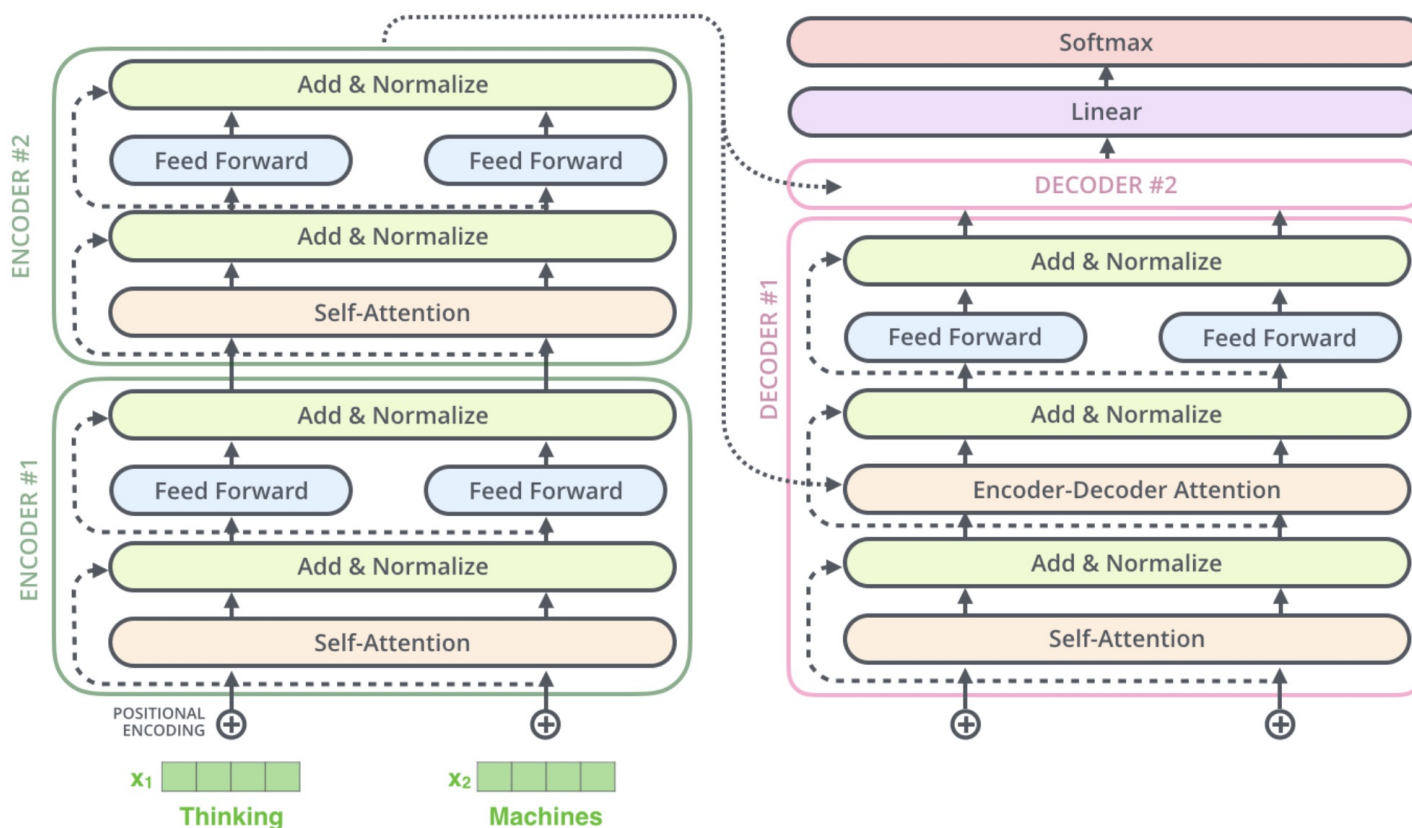 ENCODER #2
Add & Normalize
Feed Forward
Feed Forward
Add & Normalize
Self-Attention
ENCODER #1
Add & Normalize
Feed Forward
Feed Forward
Add & Normalize
Self-Attention
POSITIONAL
ENCODING
x₁
x₂
Thinking
Machines
Softmax
Linear
DECODER #2
DECODER #1
Add & Normalize
Feed Forward
Feed Forward
Add & Normalize
Encoder-Decoder Attention
Add & Normalize
Self-Attention